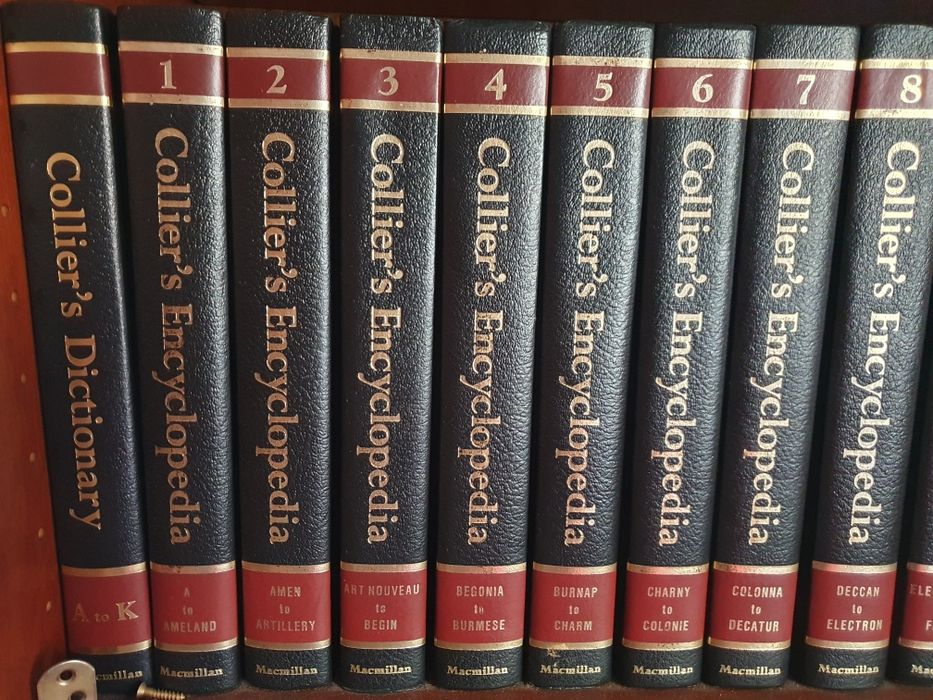 Collier's Dictionary
A to K
Macmillan
1
Collier's Encyclopedia
A
to
AMELAND
Macmillan
2
Collier's Encyclopedia
AMEN
to
ARTILLERY
Macmillan
3
Collier's Encyclopedia
ART NOUVEAU
to
BEGIN
Macmillan
4
Collier's Encyclopedia
BEGONIA
to
BURMESE
Macmillan
5
Collier's Encyclopedia
BURNAP
to
CHARM
Macmillan
6
Collier's Encyclopedia
CHARNY
to
COLONIE
Macmillan
7
Collier's Encyclopedia
COLONNA
to
DECATUR
Macmillan
8
Collier's Encyclopedia
DECCAN
to
ELECTRON
Macmillan